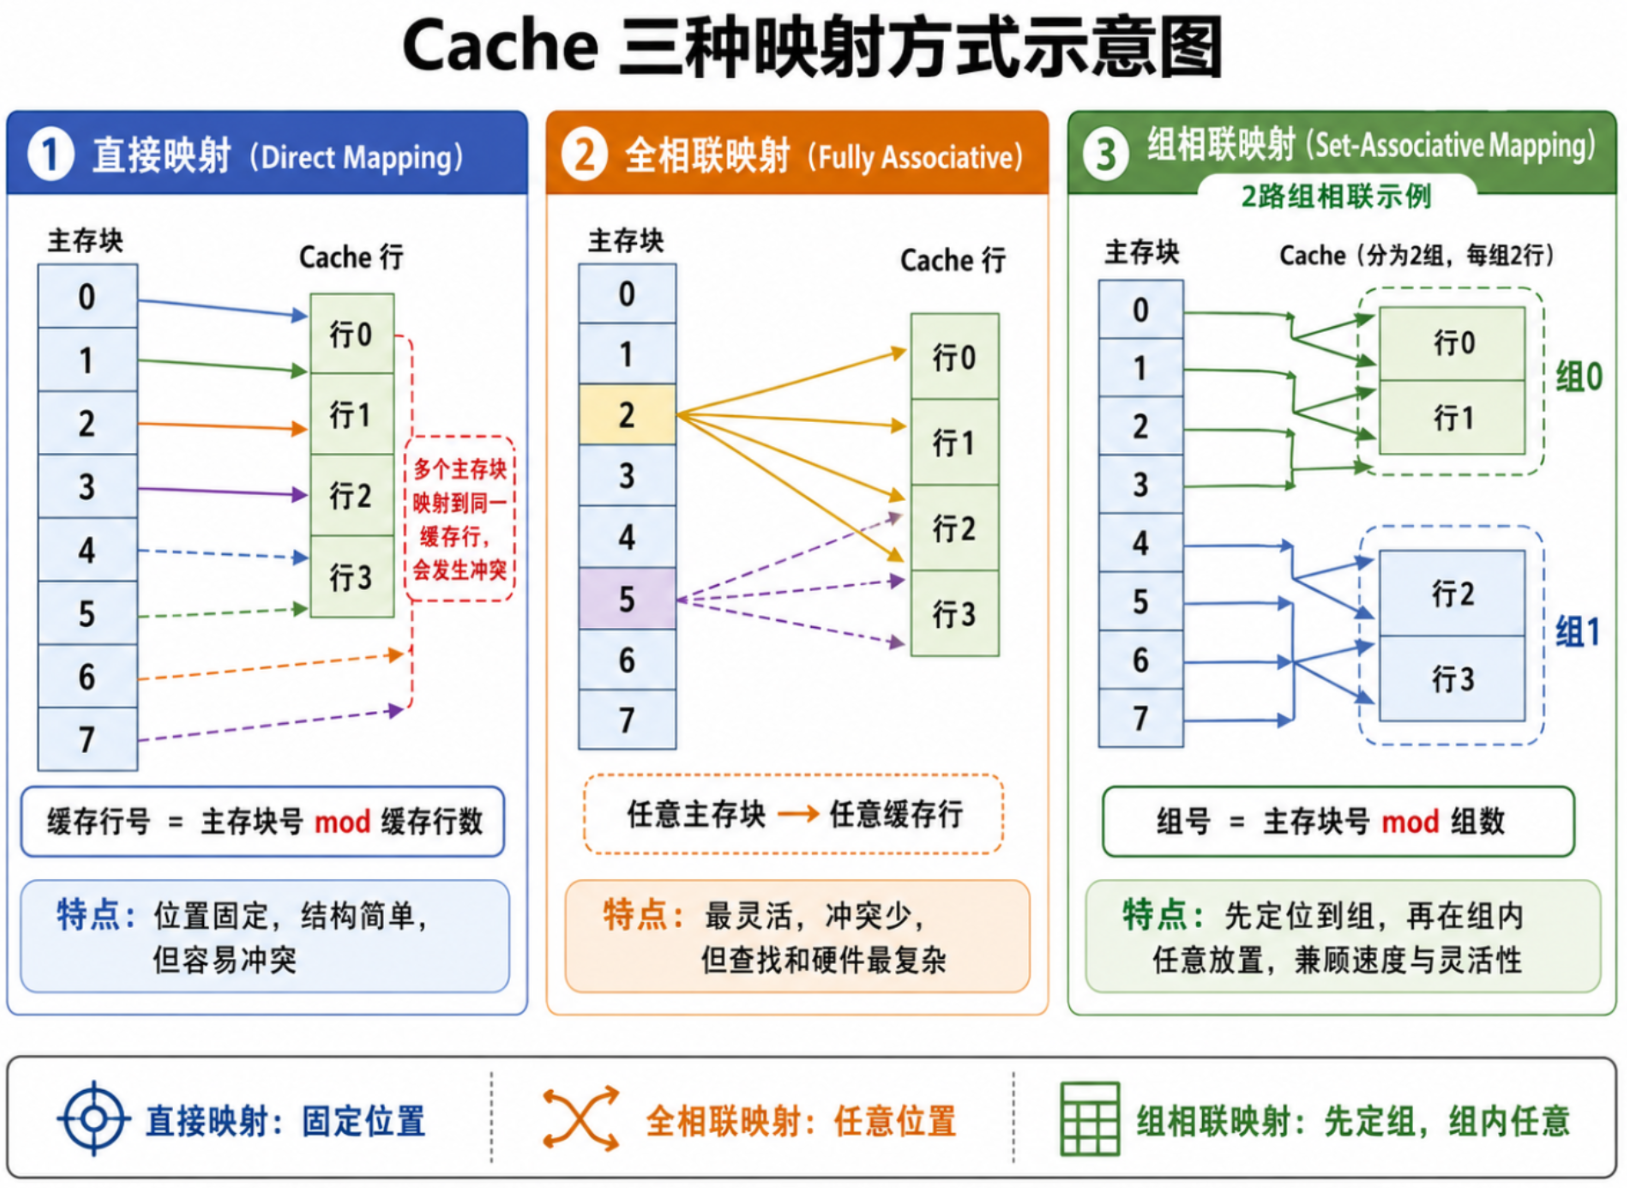 Cache 三种映射方式示意图
1 直接映射（Direct Mapping）
主存块
Cache 行
0
1
2
3
4
5
6
7
行0
行1
行2
行3
多个主存块
映射到同一
缓存行，
会发生冲突
缓存行号 = 主存块号 mod 缓存行数
特点：位置固定，结构简单，
但容易冲突
2 全相联映射（Fully Associative）
主存块
Cache 行
0
1
2
3
4
5
6
7
行0
行1
行2
行3
任意主存块 → 任意缓存行
特点：最灵活，冲突少，
但查找和硬件最复杂
3 组相联映射（Set-Associative Mapping）
2路组相联示例
主存块
Cache（分为2组，每组2行）
0
1
2
3
4
5
6
7
行0
行1
组0
行2
行3
组1
组号 = 主存块号 mod 组数
特点：先定位到组，再在组内
任意放置，兼顾速度与灵活性
直接映射：固定位置
全相联映射：任意位置
组相联映射：先定组，组内任意